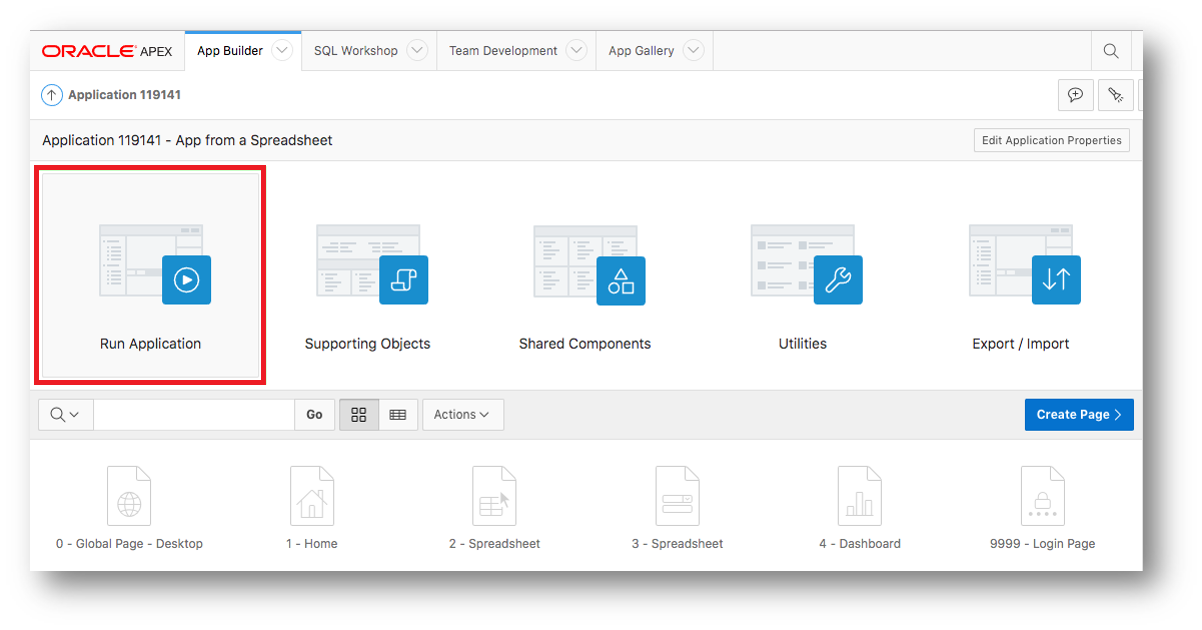 ORACLE APEX App Builder SQL Workshop Team Development App Gallery
Application 119141
Application 119141 - App from a Spreadsheet Edit Application Properties
Run Application Supporting Objects Shared Components Utilities Export / Import
Go Actions Create Page
0 - Global Page - Desktop 1 - Home 2 - Spreadsheet 3 - Spreadsheet 4 - Dashboard 9999 - Login Page